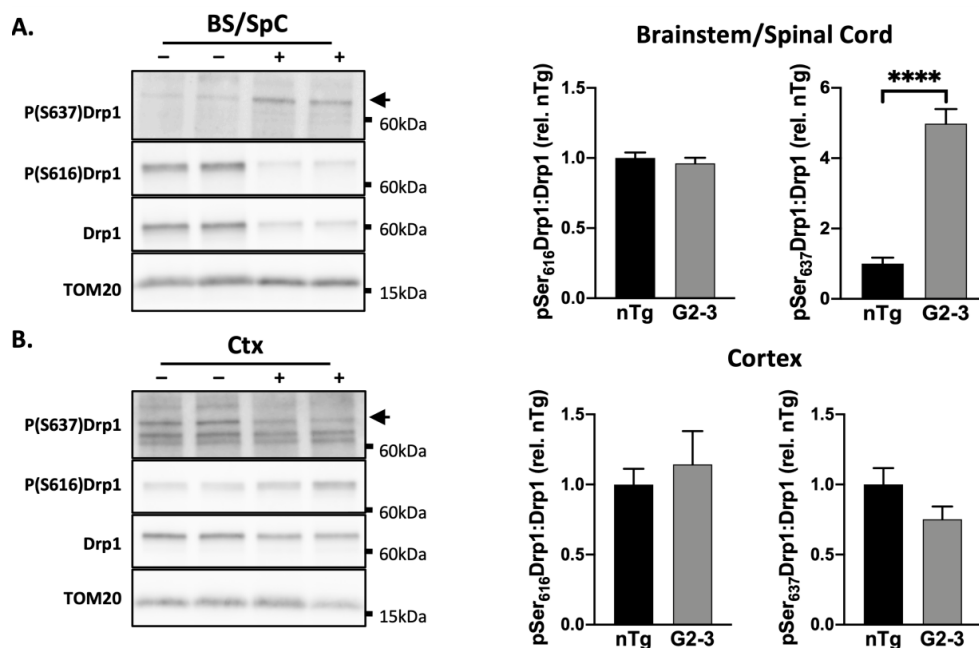 A.
BS/SpC
– – + +
P(S637)Drp1
60kDa
P(S616)Drp1
60kDa
Drp1
60kDa
TOM20
15kDa
Brainstem/Spinal Cord
pSer616Drp1:Drp1 (rel. nTg)
1.5
1.0
0.5
0.0
nTg G2-3
pSer637Drp1:Drp1 (rel. nTg)
****
6
4
2
0
nTg G2-3
B.
Ctx
– – + +
P(S637)Drp1
60kDa
P(S616)Drp1
60kDa
Drp1
60kDa
TOM20
15kDa
Cortex
pSer616Drp1:Drp1 (rel. nTg)
1.5
1.0
0.5
0.0
nTg G2-3
pSer637Drp1:Drp1 (rel. nTg)
1.5
1.0
0.5
0.0
nTg G2-3